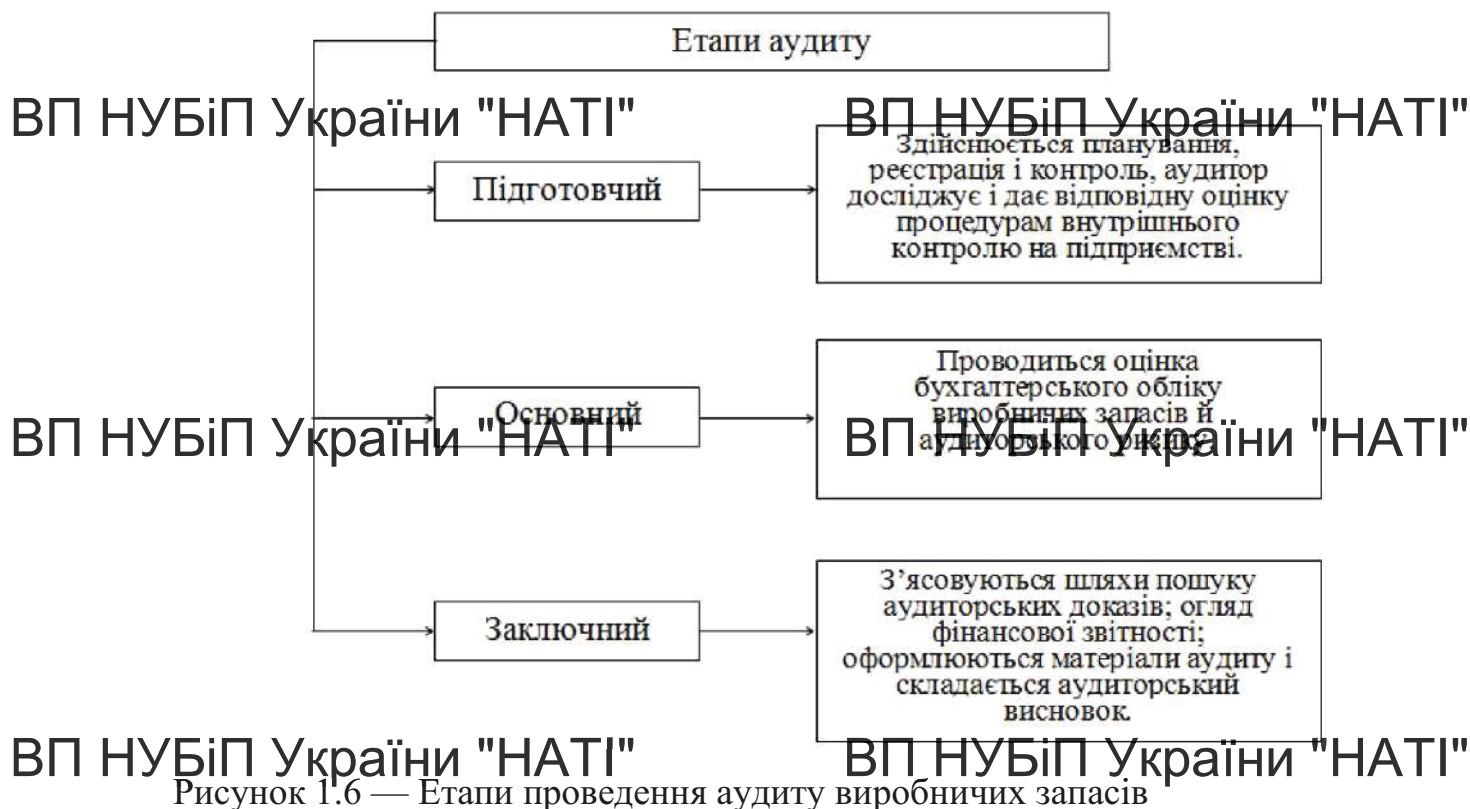 Етапи аудиту
ВП НУБіП України "НАТІ" ВП НУБіП України "НАТІ"
Підготовчий
Здійснюється планування,
реєстрація і контроль, аудитор
досліджує і дає відповідну оцінку
процедурам внутрішнього
контролю на підприємстві.
Основний
Проводиться оцінка
бухгалтерського обліку
виробничих запасів й
аудиторського ризику.
ВП НУБіП України "НАТІ" ВП НУБіП України "НАТІ"
Заключний
З’ясовуються шляхи пошуку
аудиторських доказів; огляд
фінансової звітності;
оформлюються матеріали аудиту і
складається аудиторський
висновок.
ВП НУБіП України "НАТІ" ВП НУБіП України "НАТІ"
Рисунок 1.6 — Етапи проведення аудиту виробничих запасів